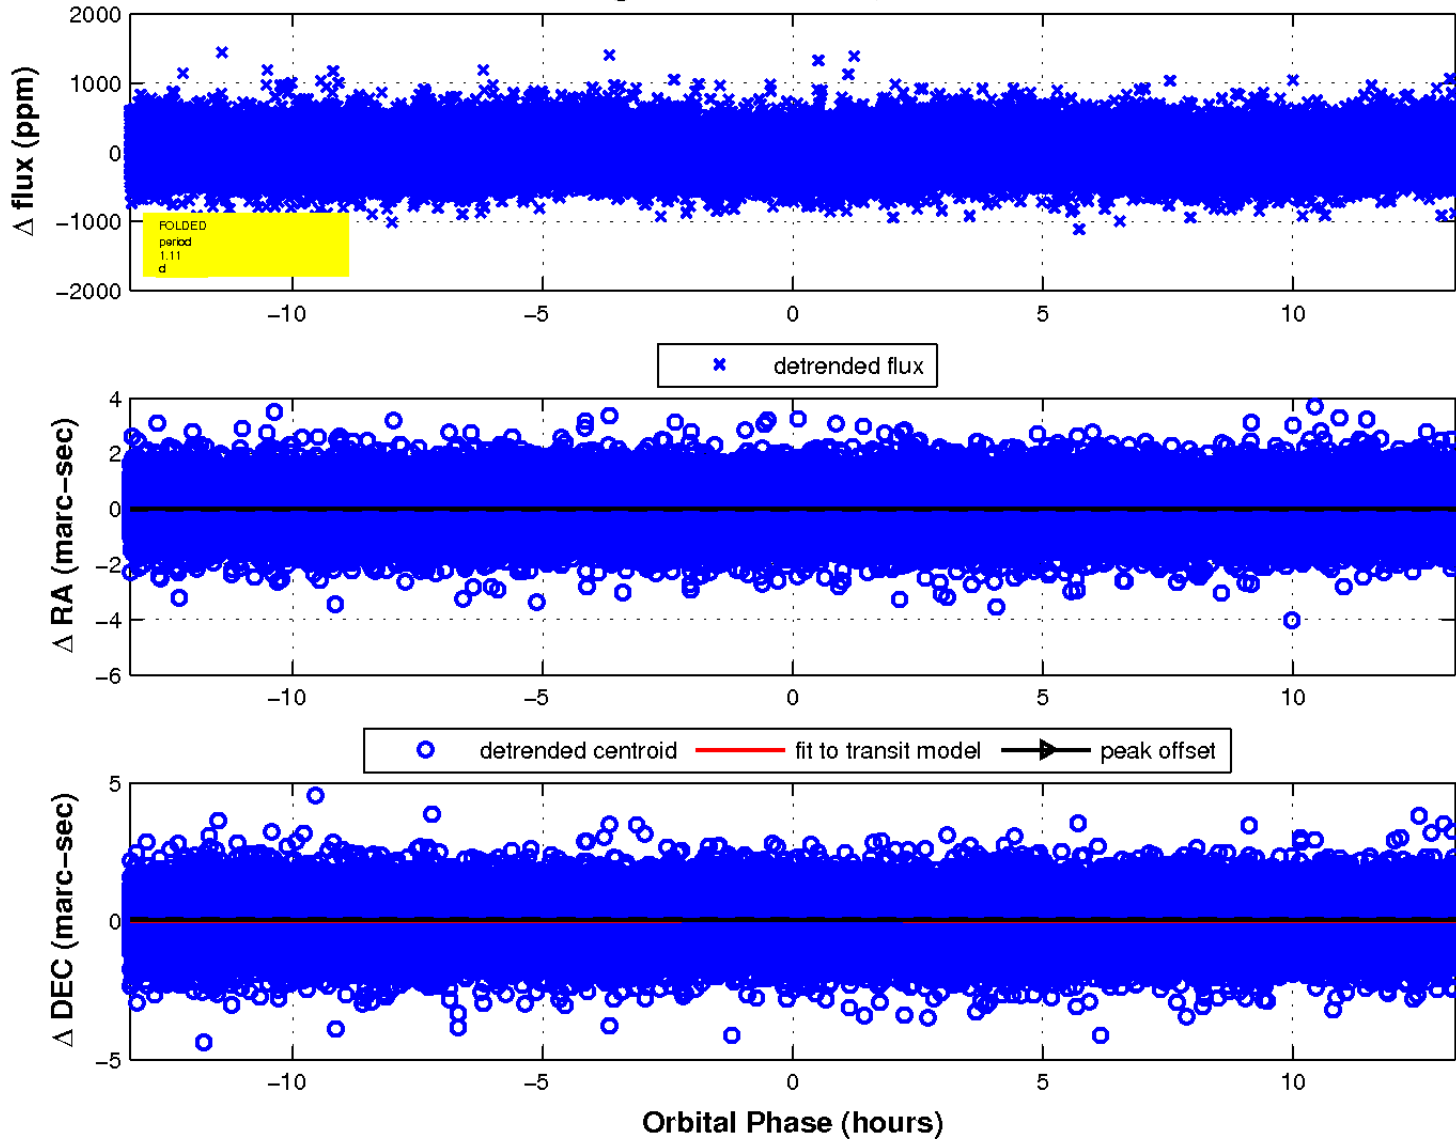 2000
1000
0
−1000
−2000
Δ flux (ppm)
FOLDED
period
1.11
d
−10 −5 0 5 10
detrended flux
4
2
0
−2
−4
−6
Δ RA (marc−sec)
−10 −5 0 5 10
detrended centroid fit to transit model peak offset
5
0
−5
Δ DEC (marc−sec)
−10 −5 0 5 10
Orbital Phase (hours)